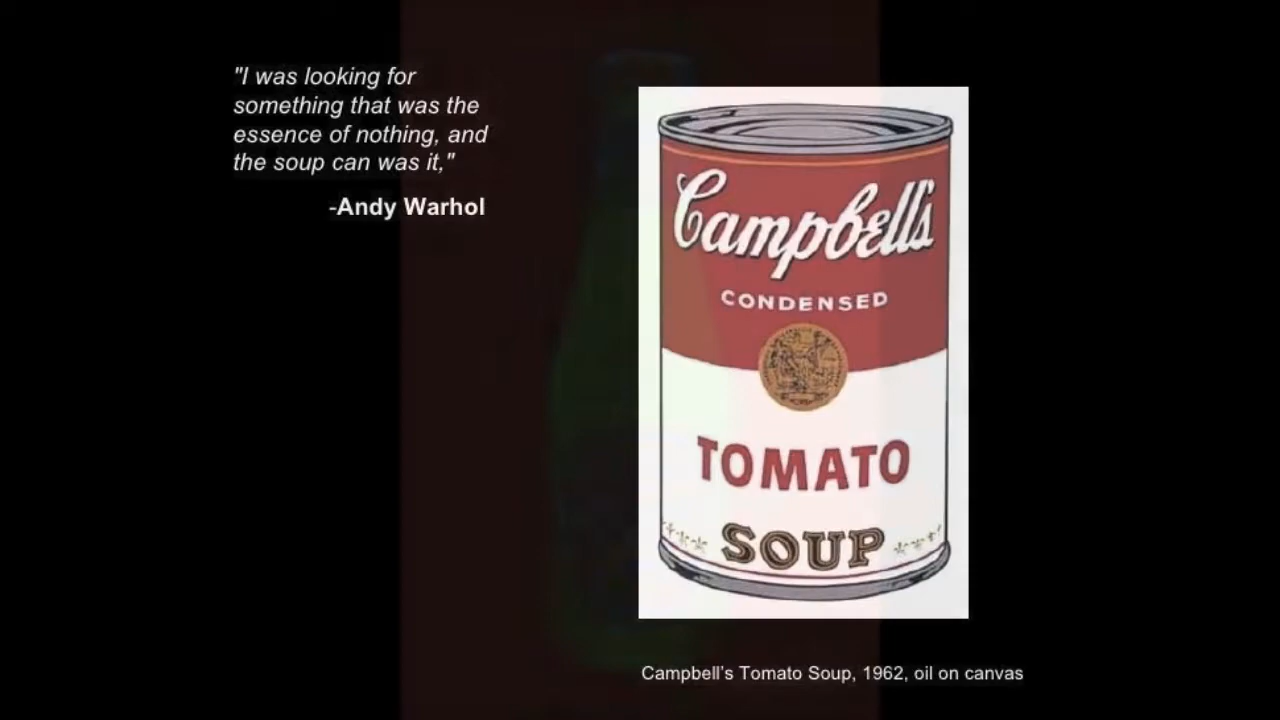 "I was looking for
something that was the
essence of nothing, and
the soup can was it,"
-Andy Warhol
Campbell's
CONDENSED
TOMATO
SOUP
Campbell's Tomato Soup, 1962, oil on canvas